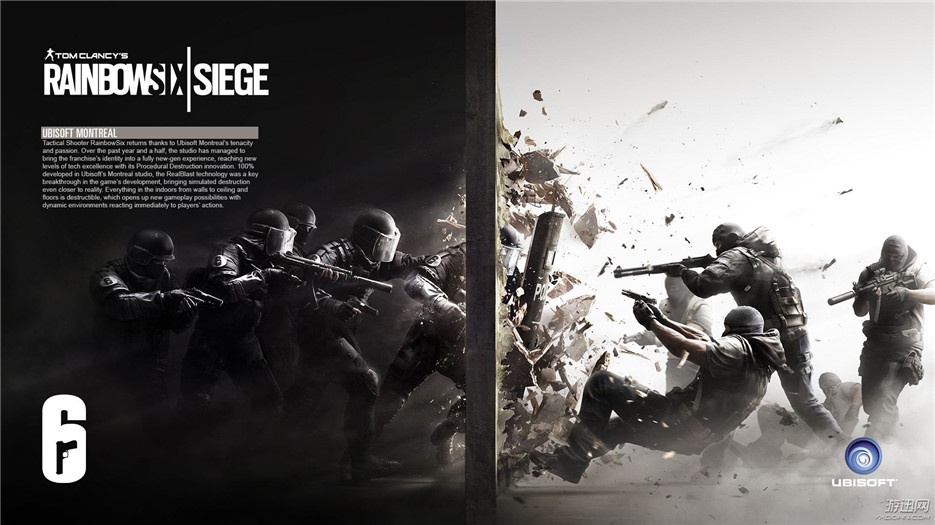 TOM CLANCY'S
RAINBOWSIX|SIEGE
UBISOFT MONTREAL
Tactical Shooter RainbowSix returns thanks to Ubisoft Montreal's tenacity
and passion. Over the past year and a half, the studio has managed to
bring the franchise's identity into a fully new-gen experience, reaching new
levels of tech excellence with its Procedural Destruction innovation. 100%
developed in Ubisoft's Montreal studio, the RealBlast technology was a key
breakthrough in the game's development, bringing simulated destruction
even closer to reality. Everything in the indoors from walls to ceiling and
floors is destructible, which opens up new gameplay possibilities with
dynamic environments reacting immediately to players' actions.
PO
6
UBISOFT
游迅网